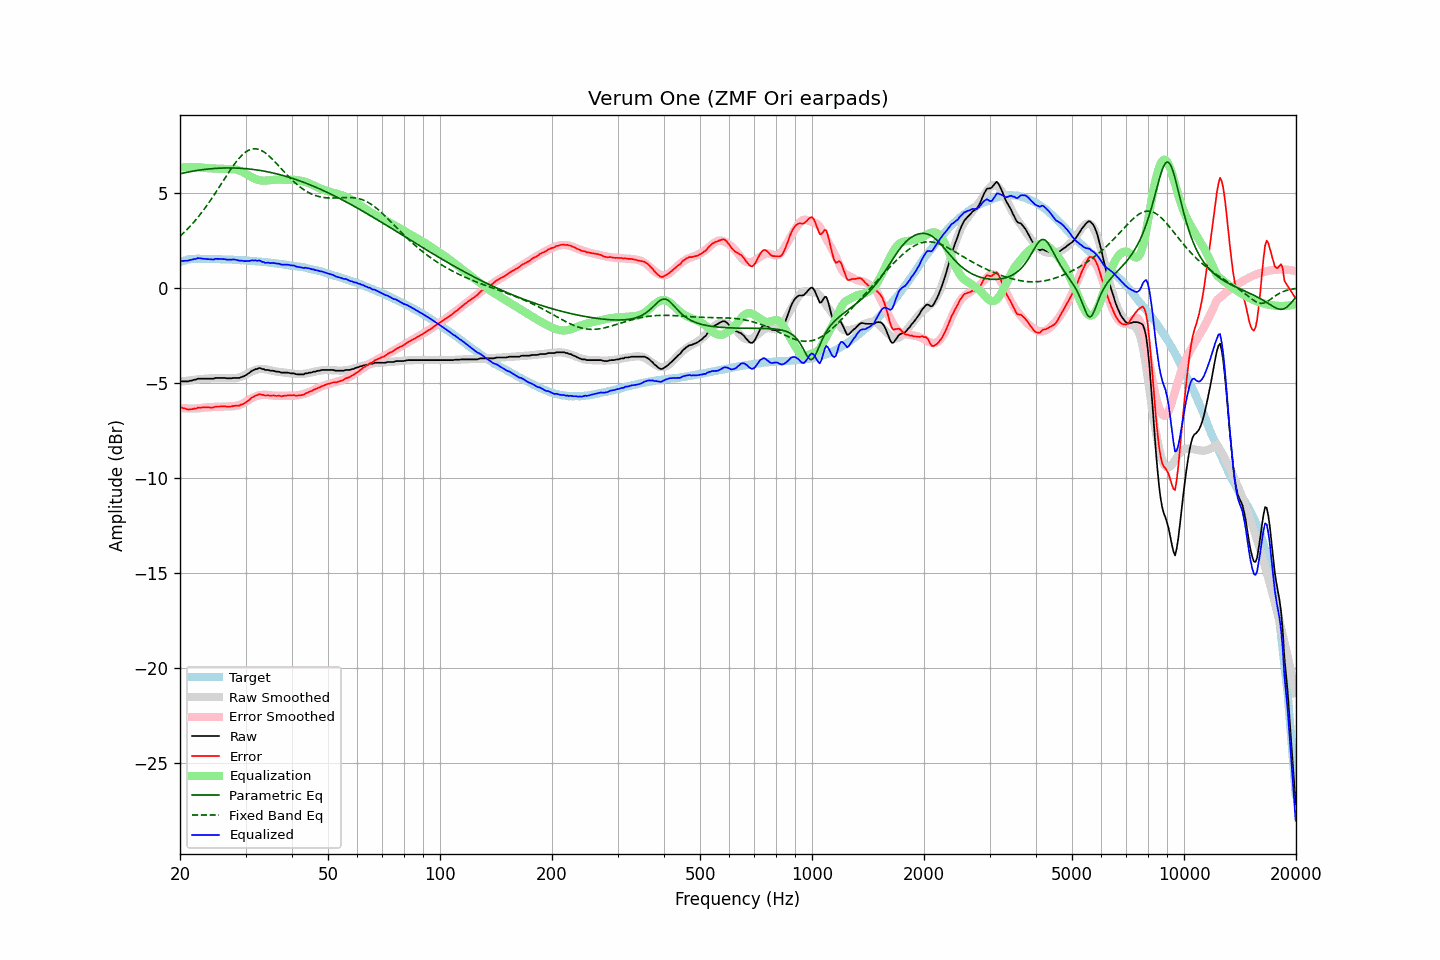 Verum One (ZMF Ori earpads)
Amplitude (dBr)
5
0
−5
−10
−15
−20
−25
Target
Raw Smoothed
Error Smoothed
Raw
Error
Equalization
Parametric Eq
Fixed Band Eq
Equalized
20 50 100 200 500 1000 2000 5000 10000 20000
Frequency (Hz)